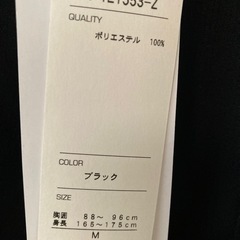 QUALITY
ポリエステル 100%
COLOR
ブラック
SIZE
胸囲 88~ 96cm
身長 165~175cm
M